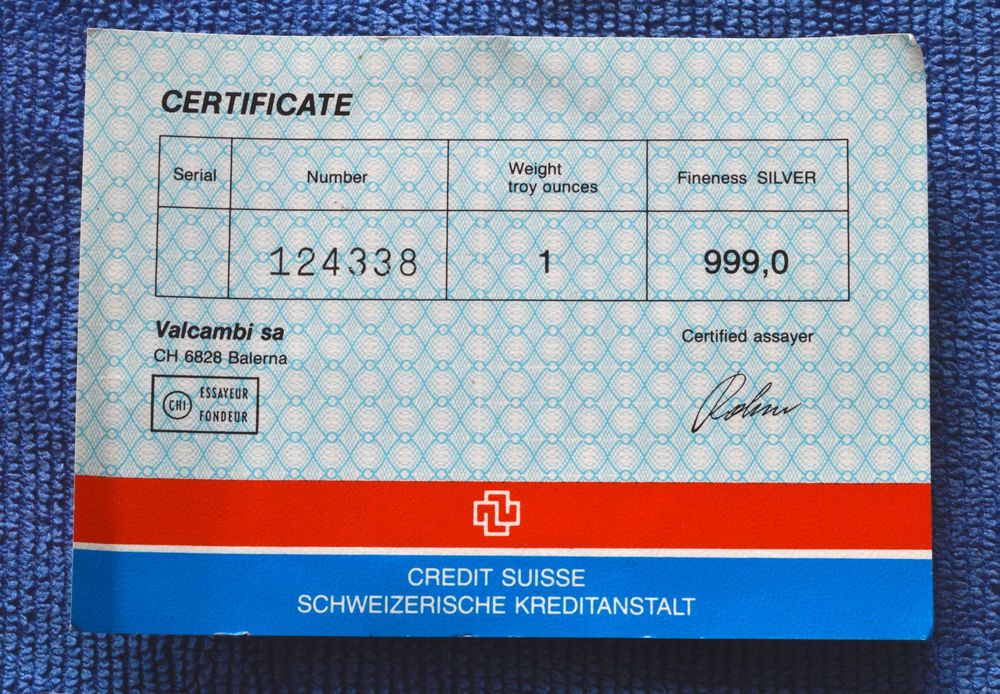 CERTIFICATE
Serial
Number
Weight
troy ounces
Fineness SILVER
124338
1
999,0
Valcambi sa
Certified assayer
CH 6828 Balerna
CHI
ESSAYEUR
FONDEUR
CREDIT SUISSE
SCHWEIZERISCHE KREDITANSTALT